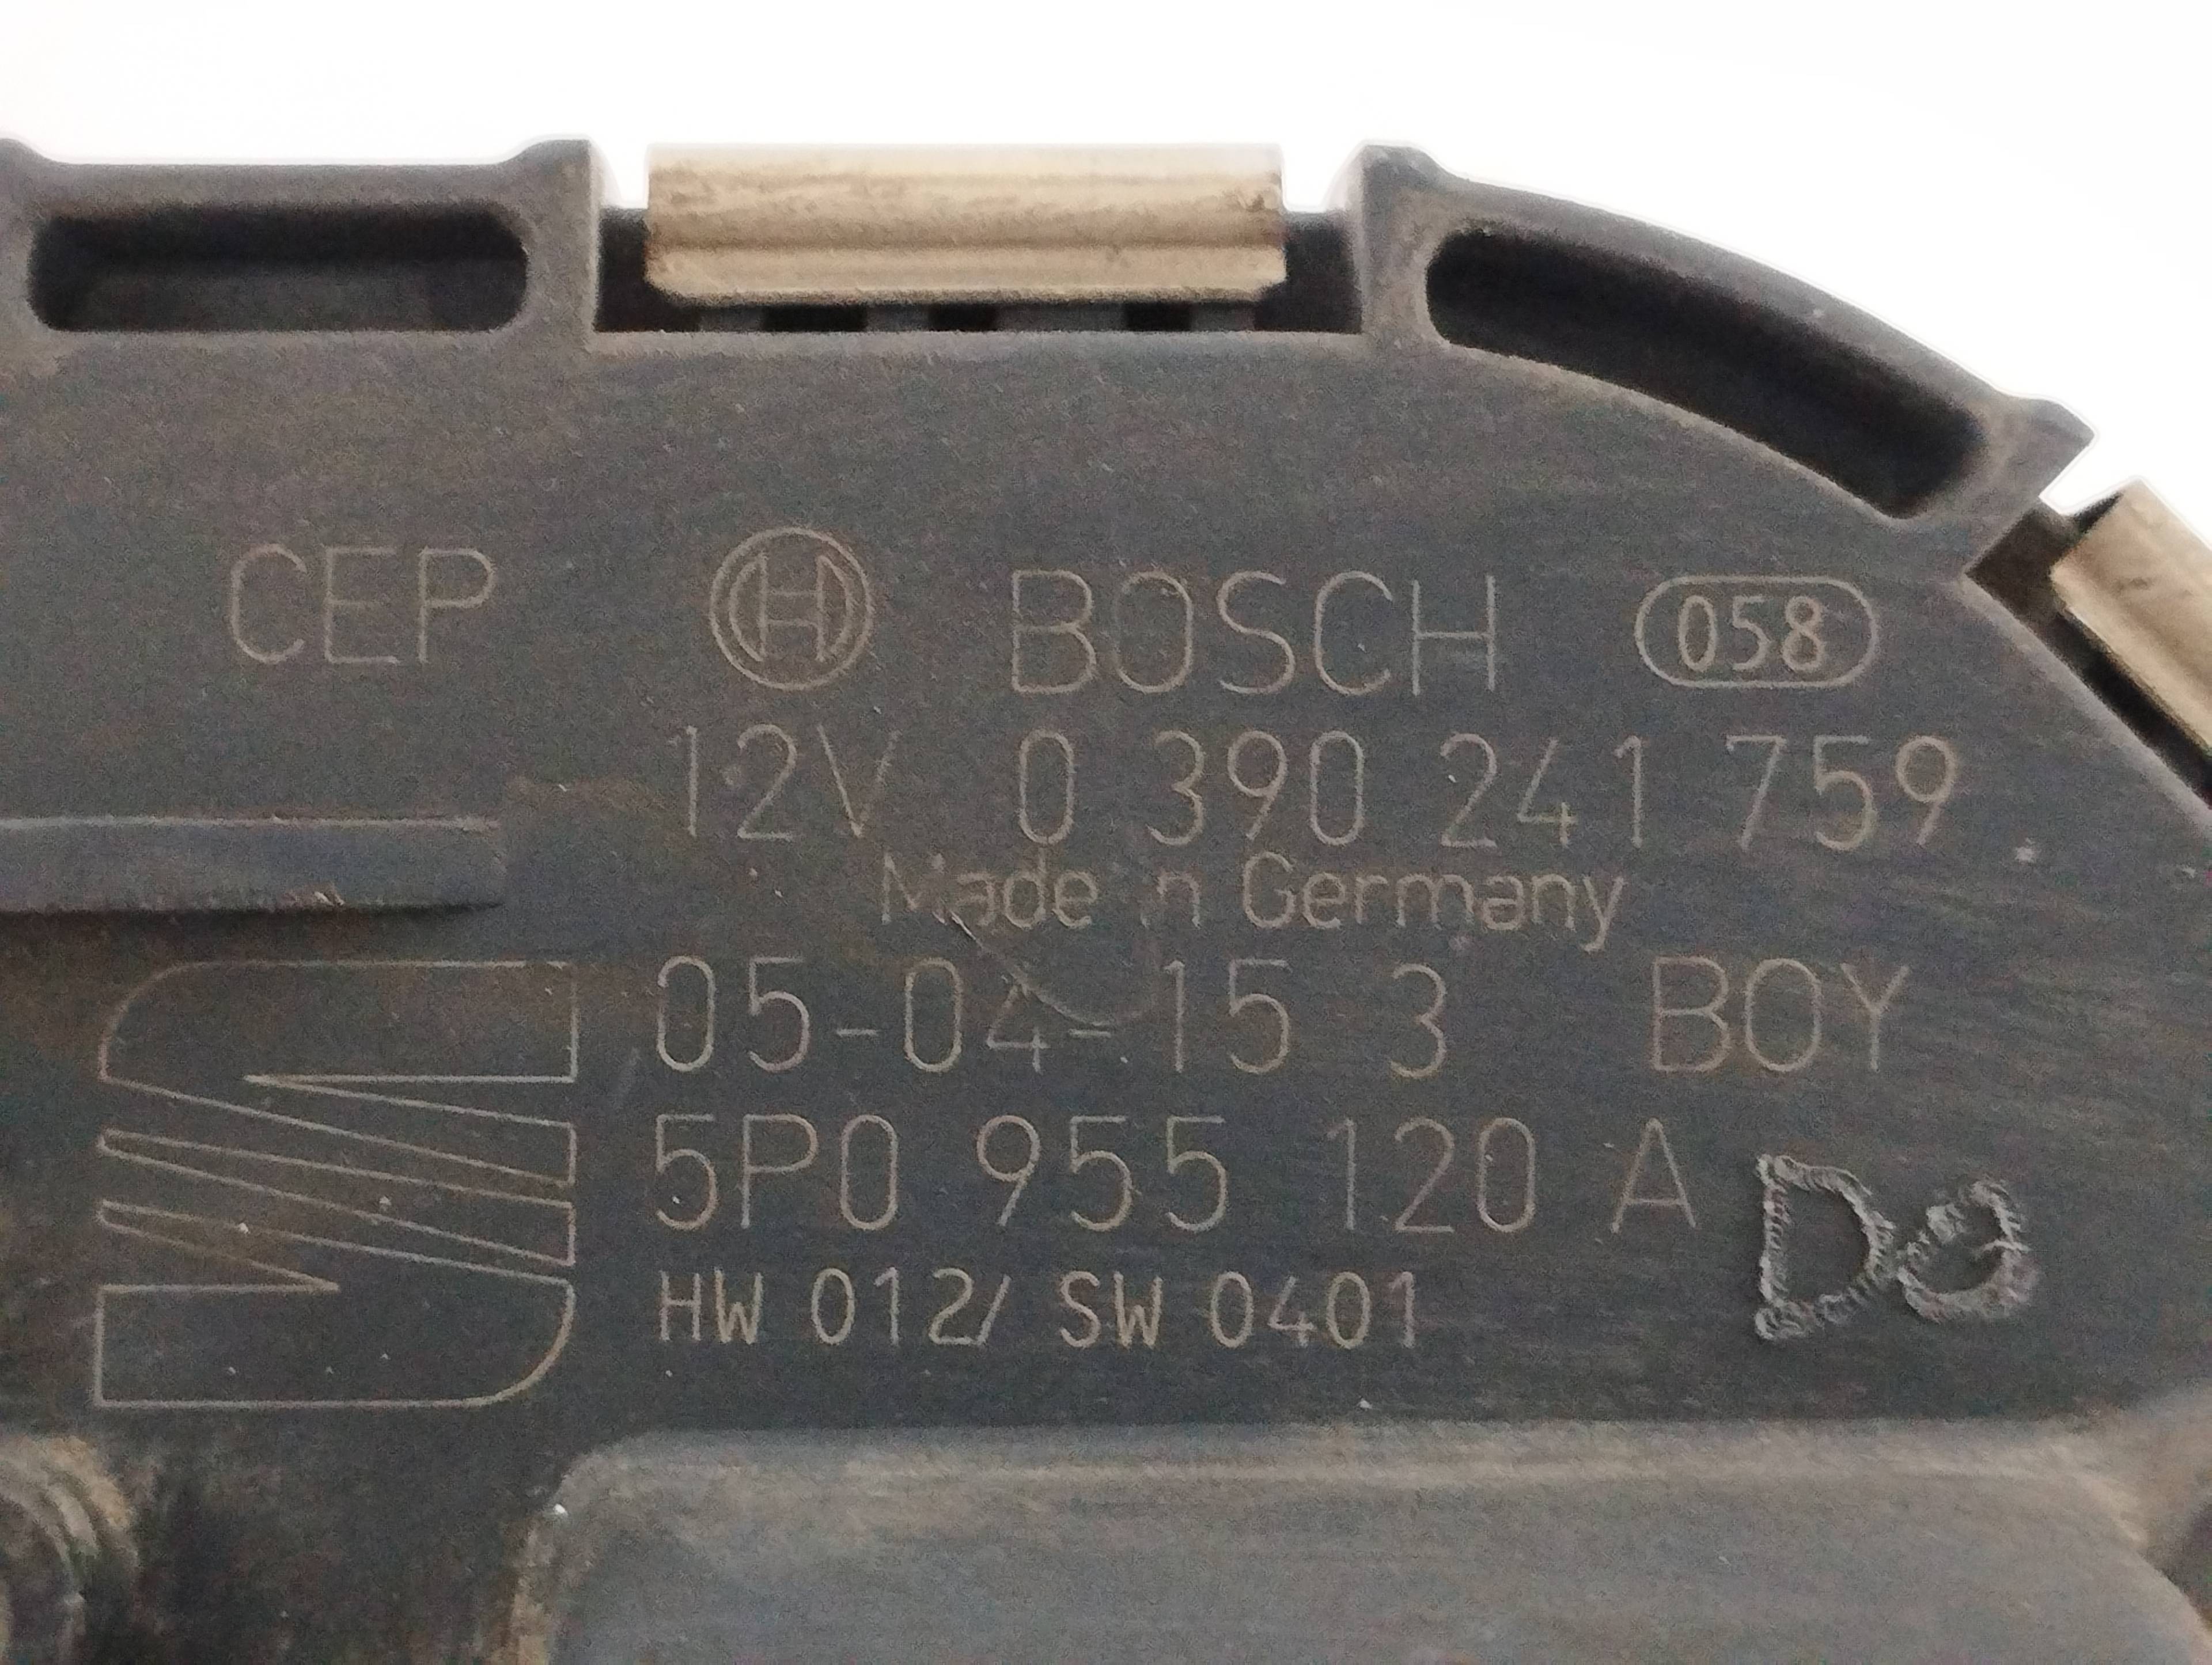 CEP BOSCH 058
12V 0 390 241 759
Made in Germany
05-04-15 3 BOY
5P0 955 120 A
HW 012/ SW 0401